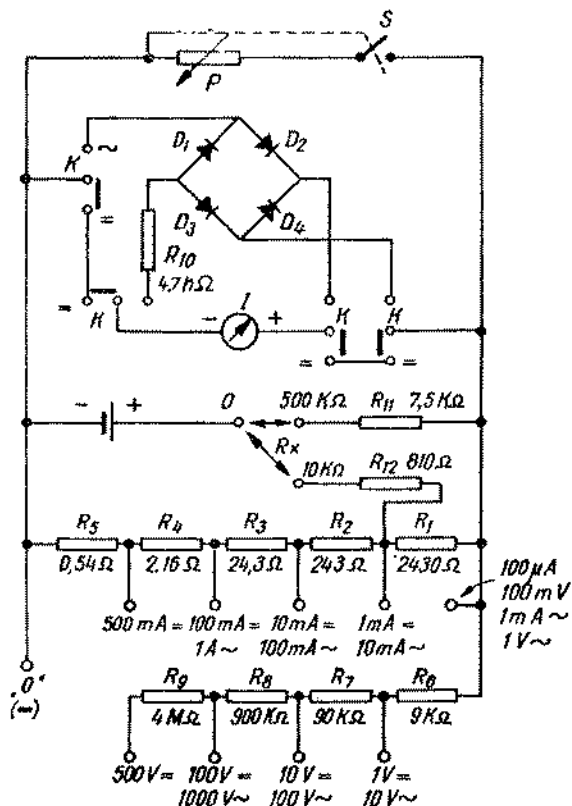 S
P
K ~
D₁ D₂
=
D₃ D₄
R₁₀
4,7 kΩ
= K - I + K K
= =
- + 0 500 KΩ R₁₁ 7,5 KΩ
Rx
10 KΩ R₁₂ 810 Ω
R₅ R₄ R₃ R₂ R₁
0,54 Ω 2,16 Ω 24,3 Ω 243 Ω 2430 Ω
500 mA = 100 mA = 10 mA = 1 mA =
1 A ~ 100 mA ~ 10 mA ~
100 μA
100 mV
1 mA ~
1 V ~
"0"
(−)
R₉ R₈ R₇ R₆
4 MΩ 900 KΩ 90 KΩ 9 KΩ
500 V = 100 V = 10 V = 1 V =
1000 V ~ 100 V ~ 10 V ~